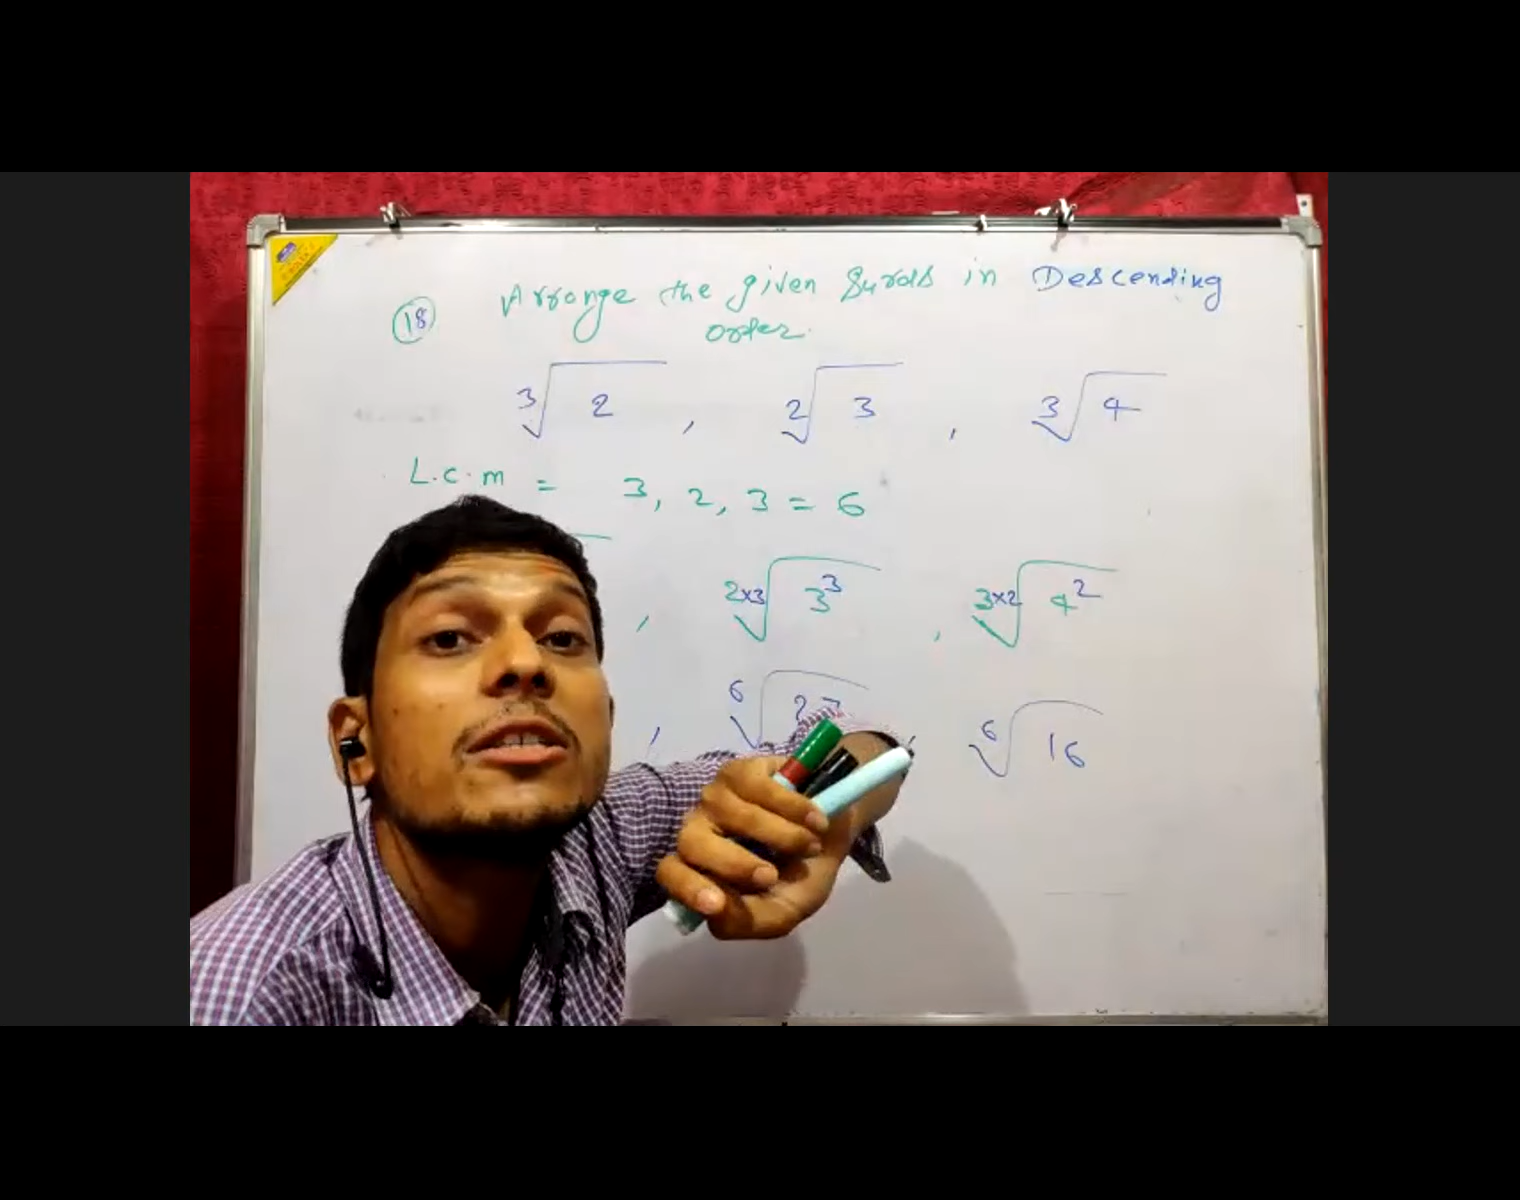 18 Arrange the given Surds in Descending
order.
³√2 , ²√3 , ³√4
L.c.m = 3, 2, 3 = 6
, ²ˣ³√3³ , ³ˣ²√4²
, ⁶√27 , ⁶√16